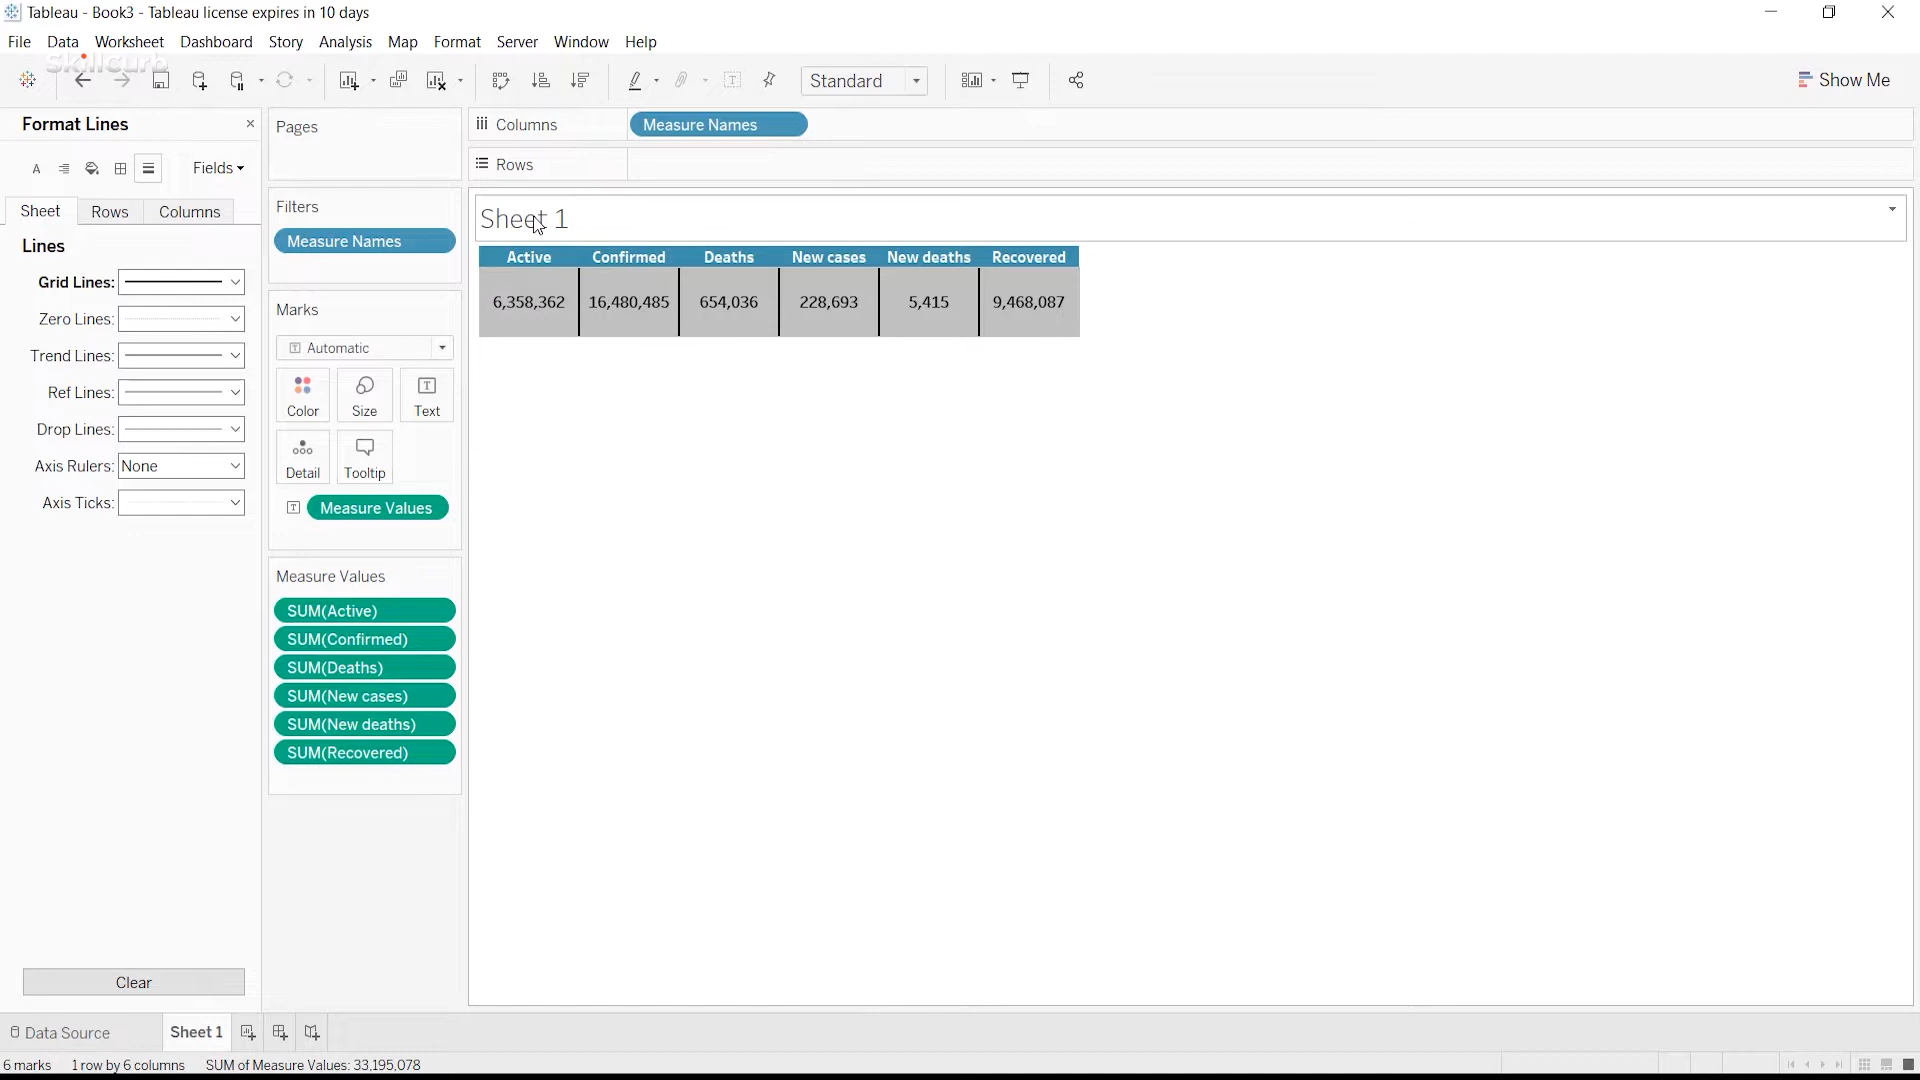 Tableau - Book3 - Tableau license expires in 10 days
File Data Worksheet Dashboard Story Analysis Map Format Server Window Help
Skillcurb
Standard
Show Me
Format Lines
Fields
Sheet Rows Columns
Lines
Grid Lines:
Zero Lines:
Trend Lines:
Ref Lines:
Drop Lines:
Axis Rulers: None
Axis Ticks:
Clear
Pages
Filters
Measure Names
Marks
Automatic
Color Size Text
Detail Tooltip
Measure Values
Measure Values
SUM(Active)
SUM(Confirmed)
SUM(Deaths)
SUM(New cases)
SUM(New deaths)
SUM(Recovered)
Columns Measure Names
Rows
Sheet 1
Active Confirmed Deaths New cases New deaths Recovered
6,358,362 16,480,485 654,036 228,693 5,415 9,468,087
Data Source Sheet 1
6 marks 1 row by 6 columns SUM of Measure Values: 33,195,078